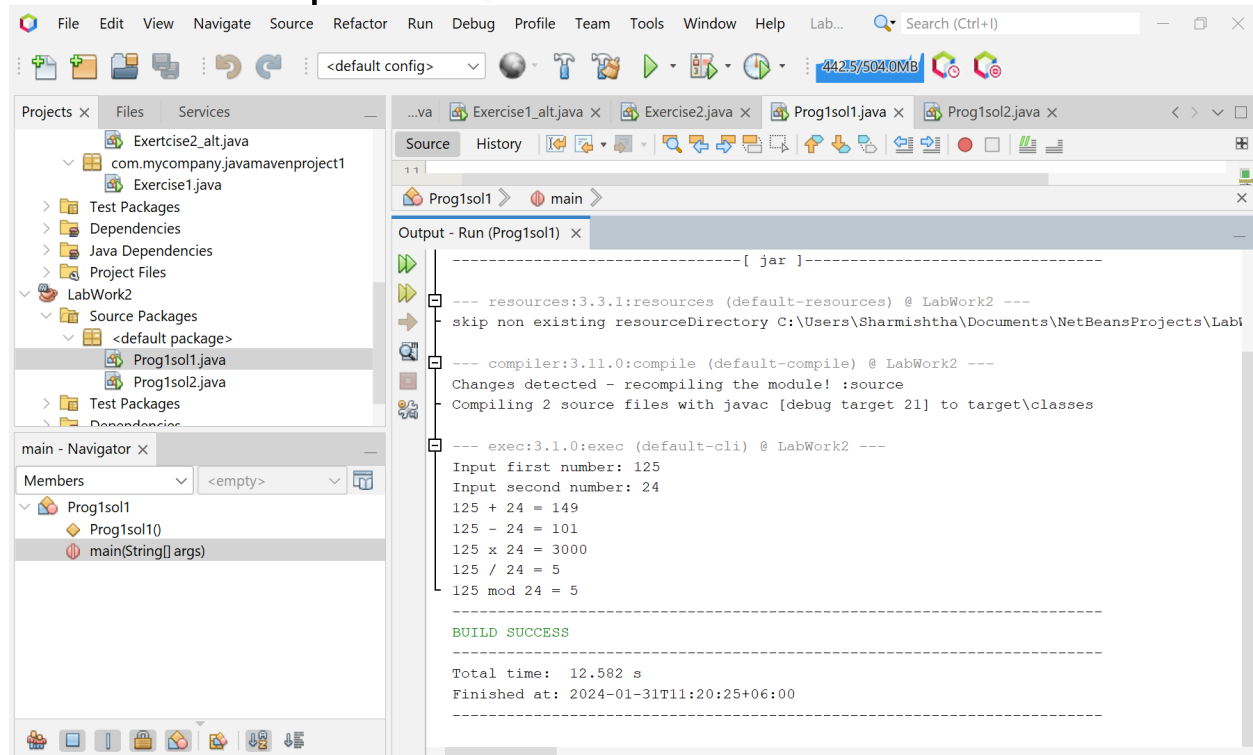 File Edit View Navigate Source Refactor Run Debug Profile Team Tools Window Help Lab... Search (Ctrl+I)
<default config> 442.5/504.0MB
Projects Files Services
...va Exercise1_alt.java Exercise2.java Prog1sol1.java Prog1sol2.java
Exertcise2_alt.java
com.mycompany.javamavenproject1
Exercise1.java
Test Packages
Dependencies
Java Dependencies
Project Files
LabWork2
Source Packages
<default package>
Prog1sol1.java
Prog1sol2.java
Test Packages
Dependencies
main - Navigator
Members <empty>
Prog1sol1
Prog1sol1()
main(String[] args)
Source History
11
Prog1sol1 main
Output - Run (Prog1sol1)
--------------------------------[ jar ]---------------------------------
--- resources:3.3.1:resources (default-resources) @ LabWork2 ---
skip non existing resourceDirectory C:\Users\Sharmishtha\Documents\NetBeansProjects\LabW
--- compiler:3.11.0:compile (default-compile) @ LabWork2 ---
Changes detected - recompiling the module! :source
Compiling 2 source files with javac [debug target 21] to target\classes
--- exec:3.1.0:exec (default-cli) @ LabWork2 ---
Input first number: 125
Input second number: 24
125 + 24 = 149
125 - 24 = 101
125 x 24 = 3000
125 / 24 = 5
125 mod 24 = 5
------------------------------------------------------------------------
BUILD SUCCESS
------------------------------------------------------------------------
Total time:  12.582 s
Finished at: 2024-01-31T11:20:25+06:00
------------------------------------------------------------------------